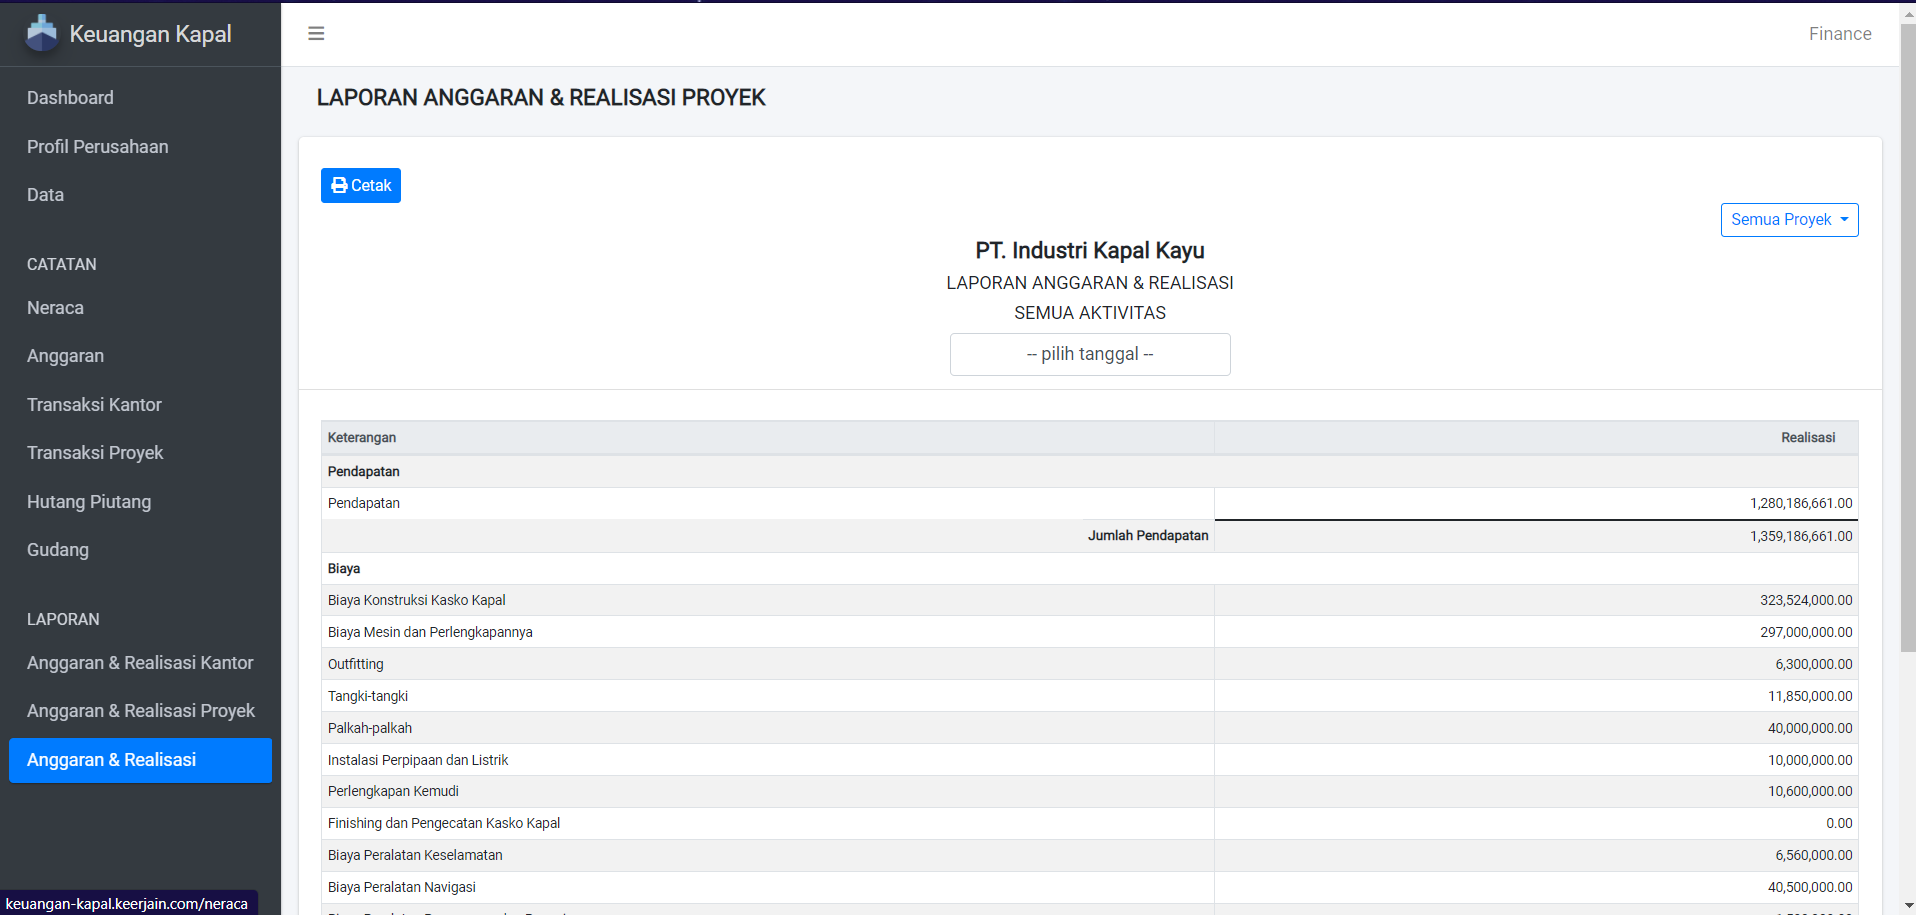 Keuangan Kapal
Finance
Dashboard
Profil Perusahaan
Data
CATATAN
Neraca
Anggaran
Transaksi Kantor
Transaksi Proyek
Hutang Piutang
Gudang
LAPORAN
Anggaran & Realisasi Kantor
Anggaran & Realisasi Proyek
Anggaran & Realisasi
keuangan-kapal.keerjain.com/neraca
LAPORAN ANGGARAN & REALISASI PROYEK
Cetak
Semua Proyek
PT. Industri Kapal Kayu
LAPORAN ANGGARAN & REALISASI
SEMUA AKTIVITAS
-- pilih tanggal --
Keterangan Realisasi
Pendapatan
Pendapatan 1,280,186,661.00
Jumlah Pendapatan 1,359,186,661.00
Biaya
Biaya Konstruksi Kasko Kapal 323,524,000.00
Biaya Mesin dan Perlengkapannya 297,000,000.00
Outfitting 6,300,000.00
Tangki-tangki 11,850,000.00
Palkah-palkah 40,000,000.00
Instalasi Perpipaan dan Listrik 10,000,000.00
Perlengkapan Kemudi 10,600,000.00
Finishing dan Pengecatan Kasko Kapal 0.00
Biaya Peralatan Keselamatan 6,560,000.00
Biaya Peralatan Navigasi 40,500,000.00